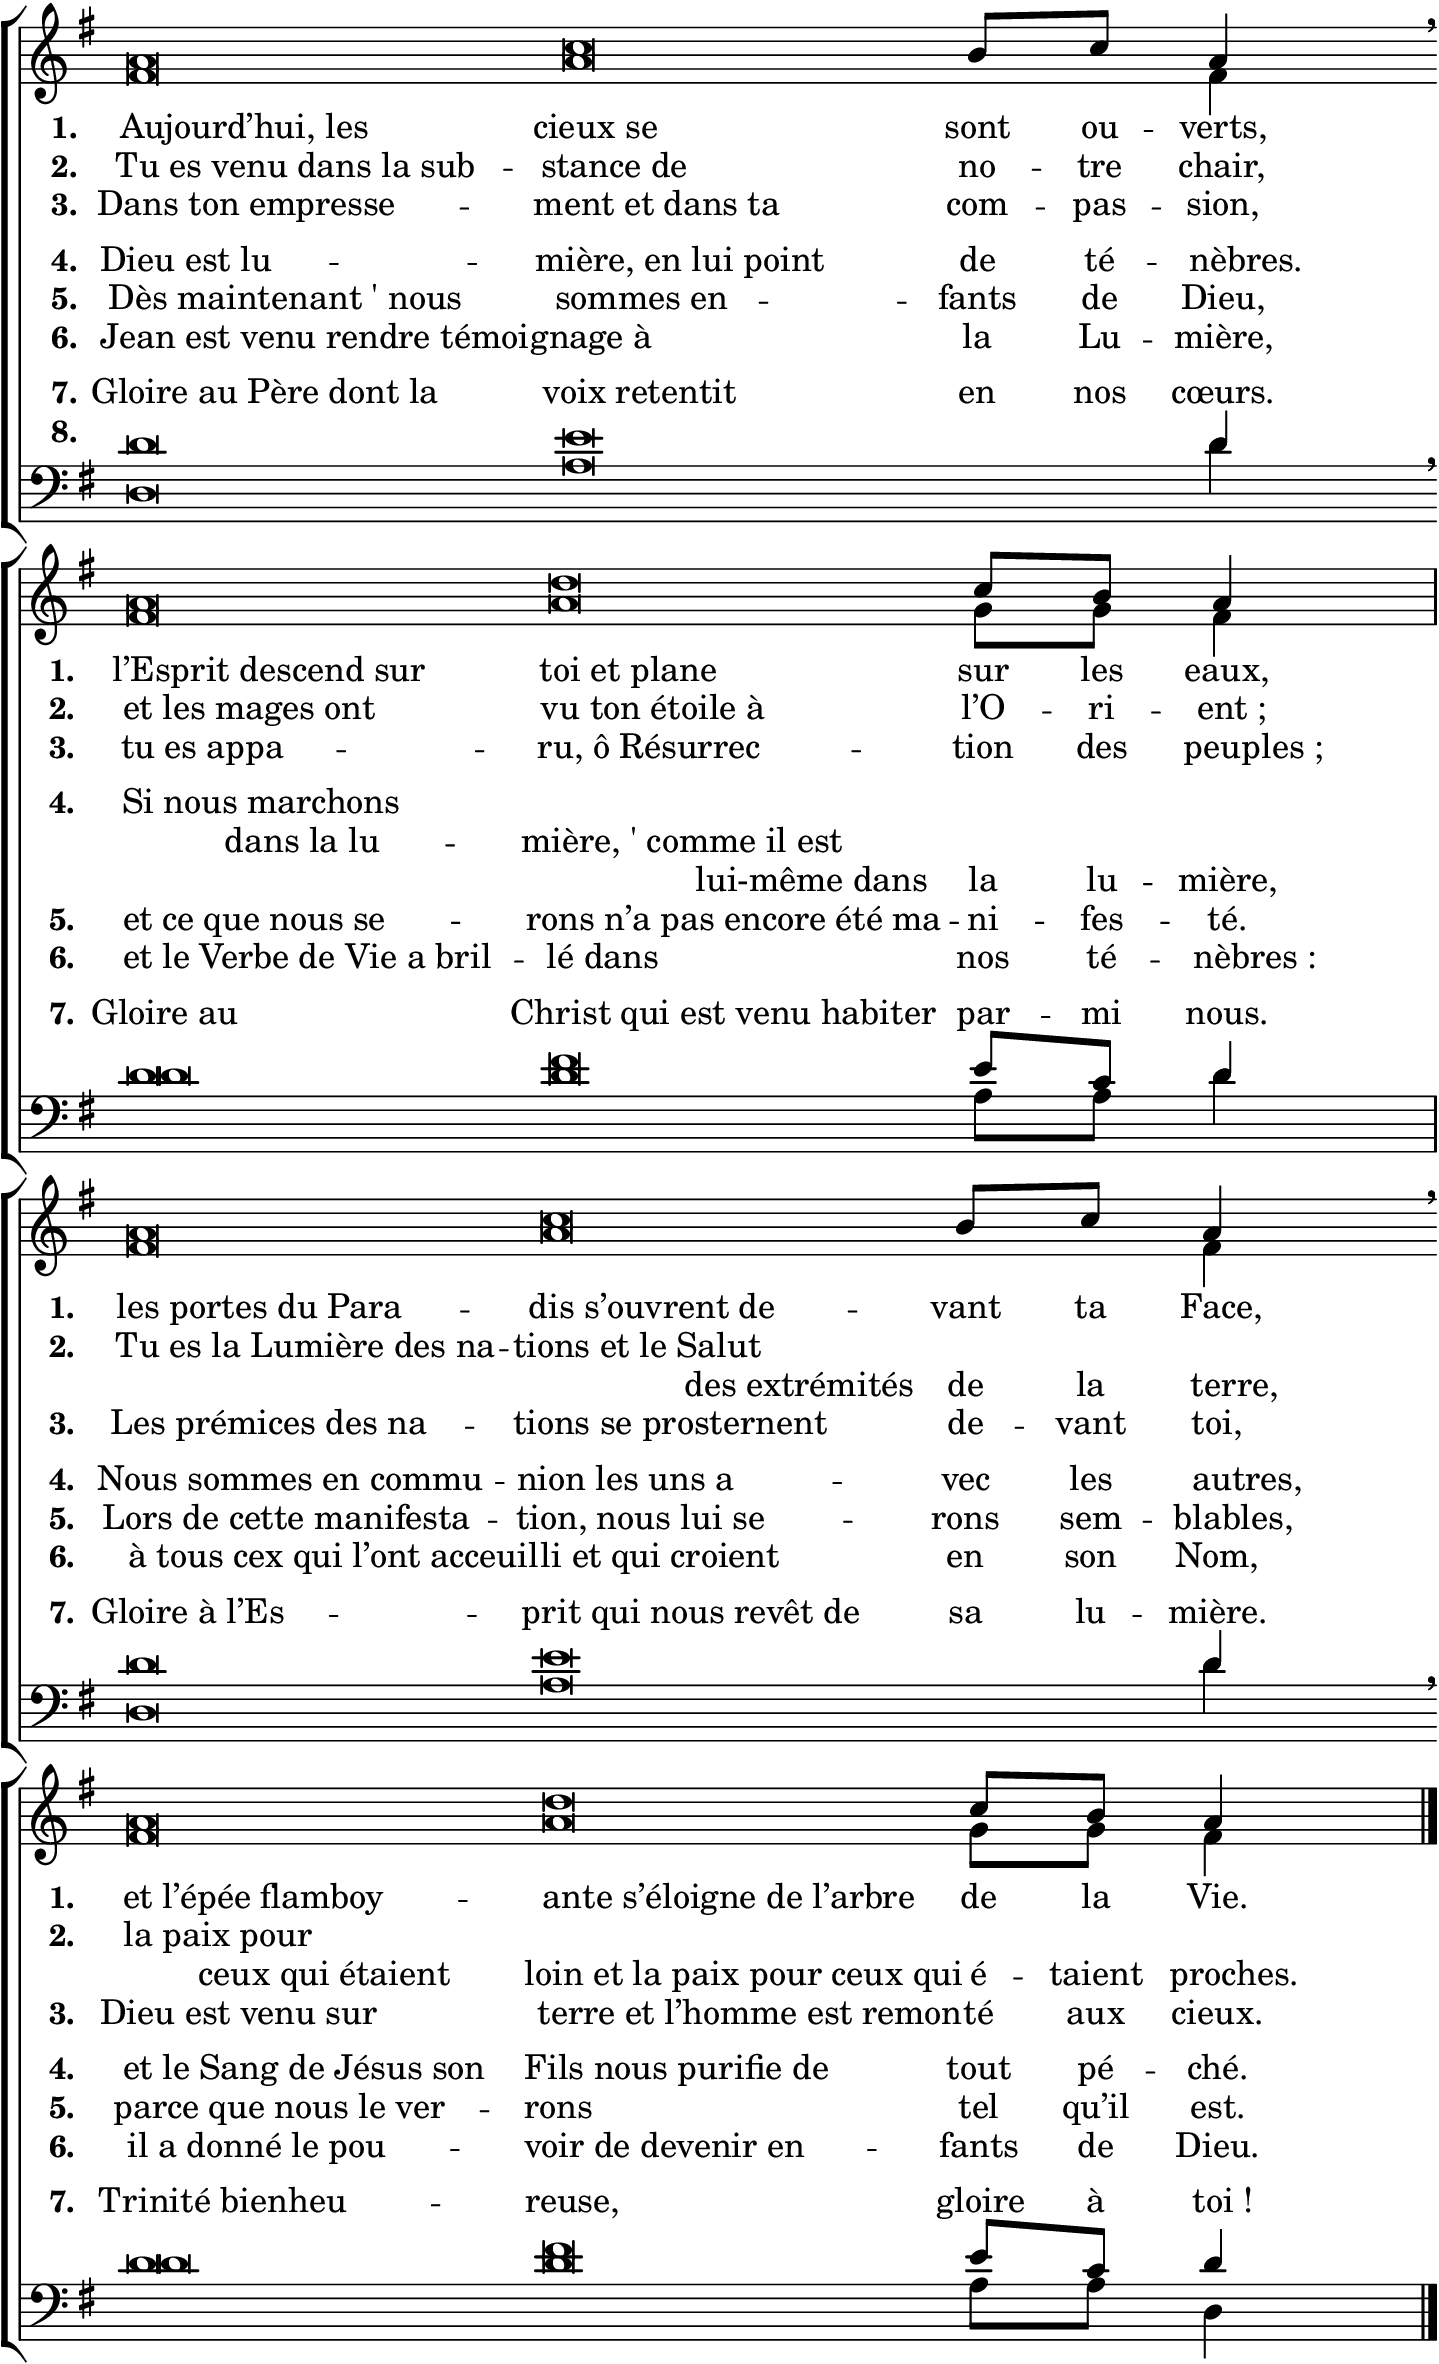 1. Aujourd’hui, les cieux se sont ou -- verts,
2. Tu es venu dans la sub -- stance de no -- tre chair,
3. Dans ton empresse -- ment et dans ta com -- pas -- sion,
4. Dieu est lu -- mière, en lui point de té -- nèbres.
5. Dès maintenant ' nous sommes en -- fants de Dieu,
6. Jean est venu rendre témoignage à la Lu -- mière,
7. Gloire au Père dont la voix retentit en nos cœurs.
8.
1. l’Esprit descend sur toi et plane sur les eaux,
2. et les mages ont vu ton étoile à l’O -- ri -- ent ;
3. tu es appa -- ru, ô Résurrec -- tion des peuples ;
4. Si nous marchons
dans la lu -- mière, ' comme il est
lui-même dans la lu -- mière,
5. et ce que nous se -- rons n’a pas encore été ma -- ni -- fes -- té.
6. et le Verbe de Vie a bril -- lé dans nos té -- nèbres :
7. Gloire au Christ qui est venu habiter par -- mi nous.
1. les portes du Para -- dis s’ouvrent de -- vant ta Face,
2. Tu es la Lumière des na -- tions et le Salut
des extrémités de la terre,
3. Les prémices des na -- tions se prosternent de -- vant toi,
4. Nous sommes en commu -- nion les uns a -- vec les autres,
5. Lors de cette manifesta -- tion, nous lui se -- rons sem -- blables,
6. à tous cex qui l’ont acceuilli et qui croient en son Nom,
7. Gloire à l’Es -- prit qui nous revêt de sa lu -- mière.
1. et l’épée flamboy -- ante s’éloigne de l’arbre de la Vie.
2. la paix pour
ceux qui étaient loin et la paix pour ceux qui é -- taient proches.
3. Dieu est venu sur terre et l’homme est remonté aux cieux.
4. et le Sang de Jésus son Fils nous purifie de tout pé -- ché.
5. parce que nous le ver -- rons tel qu’il est.
6. il a donné le pou -- voir de devenir en -- fants de Dieu.
7. Trinité bienheu -- reuse, gloire à toi !